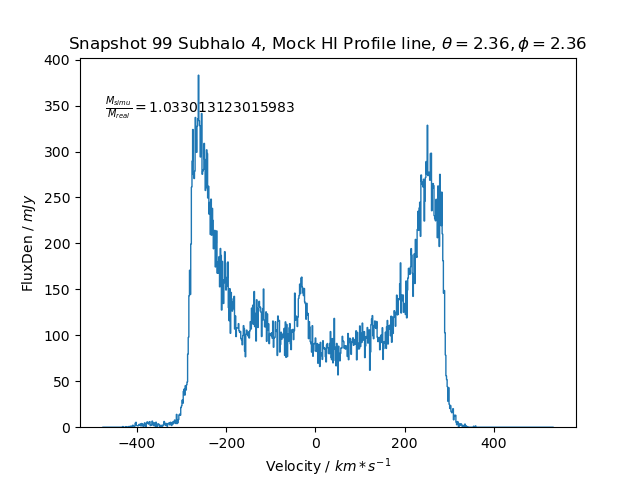 Snapshot 99 Subhalo 4, Mock HI Profile line, θ = 2.36, ϕ = 2.36
400
350
300
250
200
150
100
50
0
FluxDen / mJy
M_simu/M_real = 1.033013123015983
−400 −200 0 200 400
Velocity / km * s⁻¹